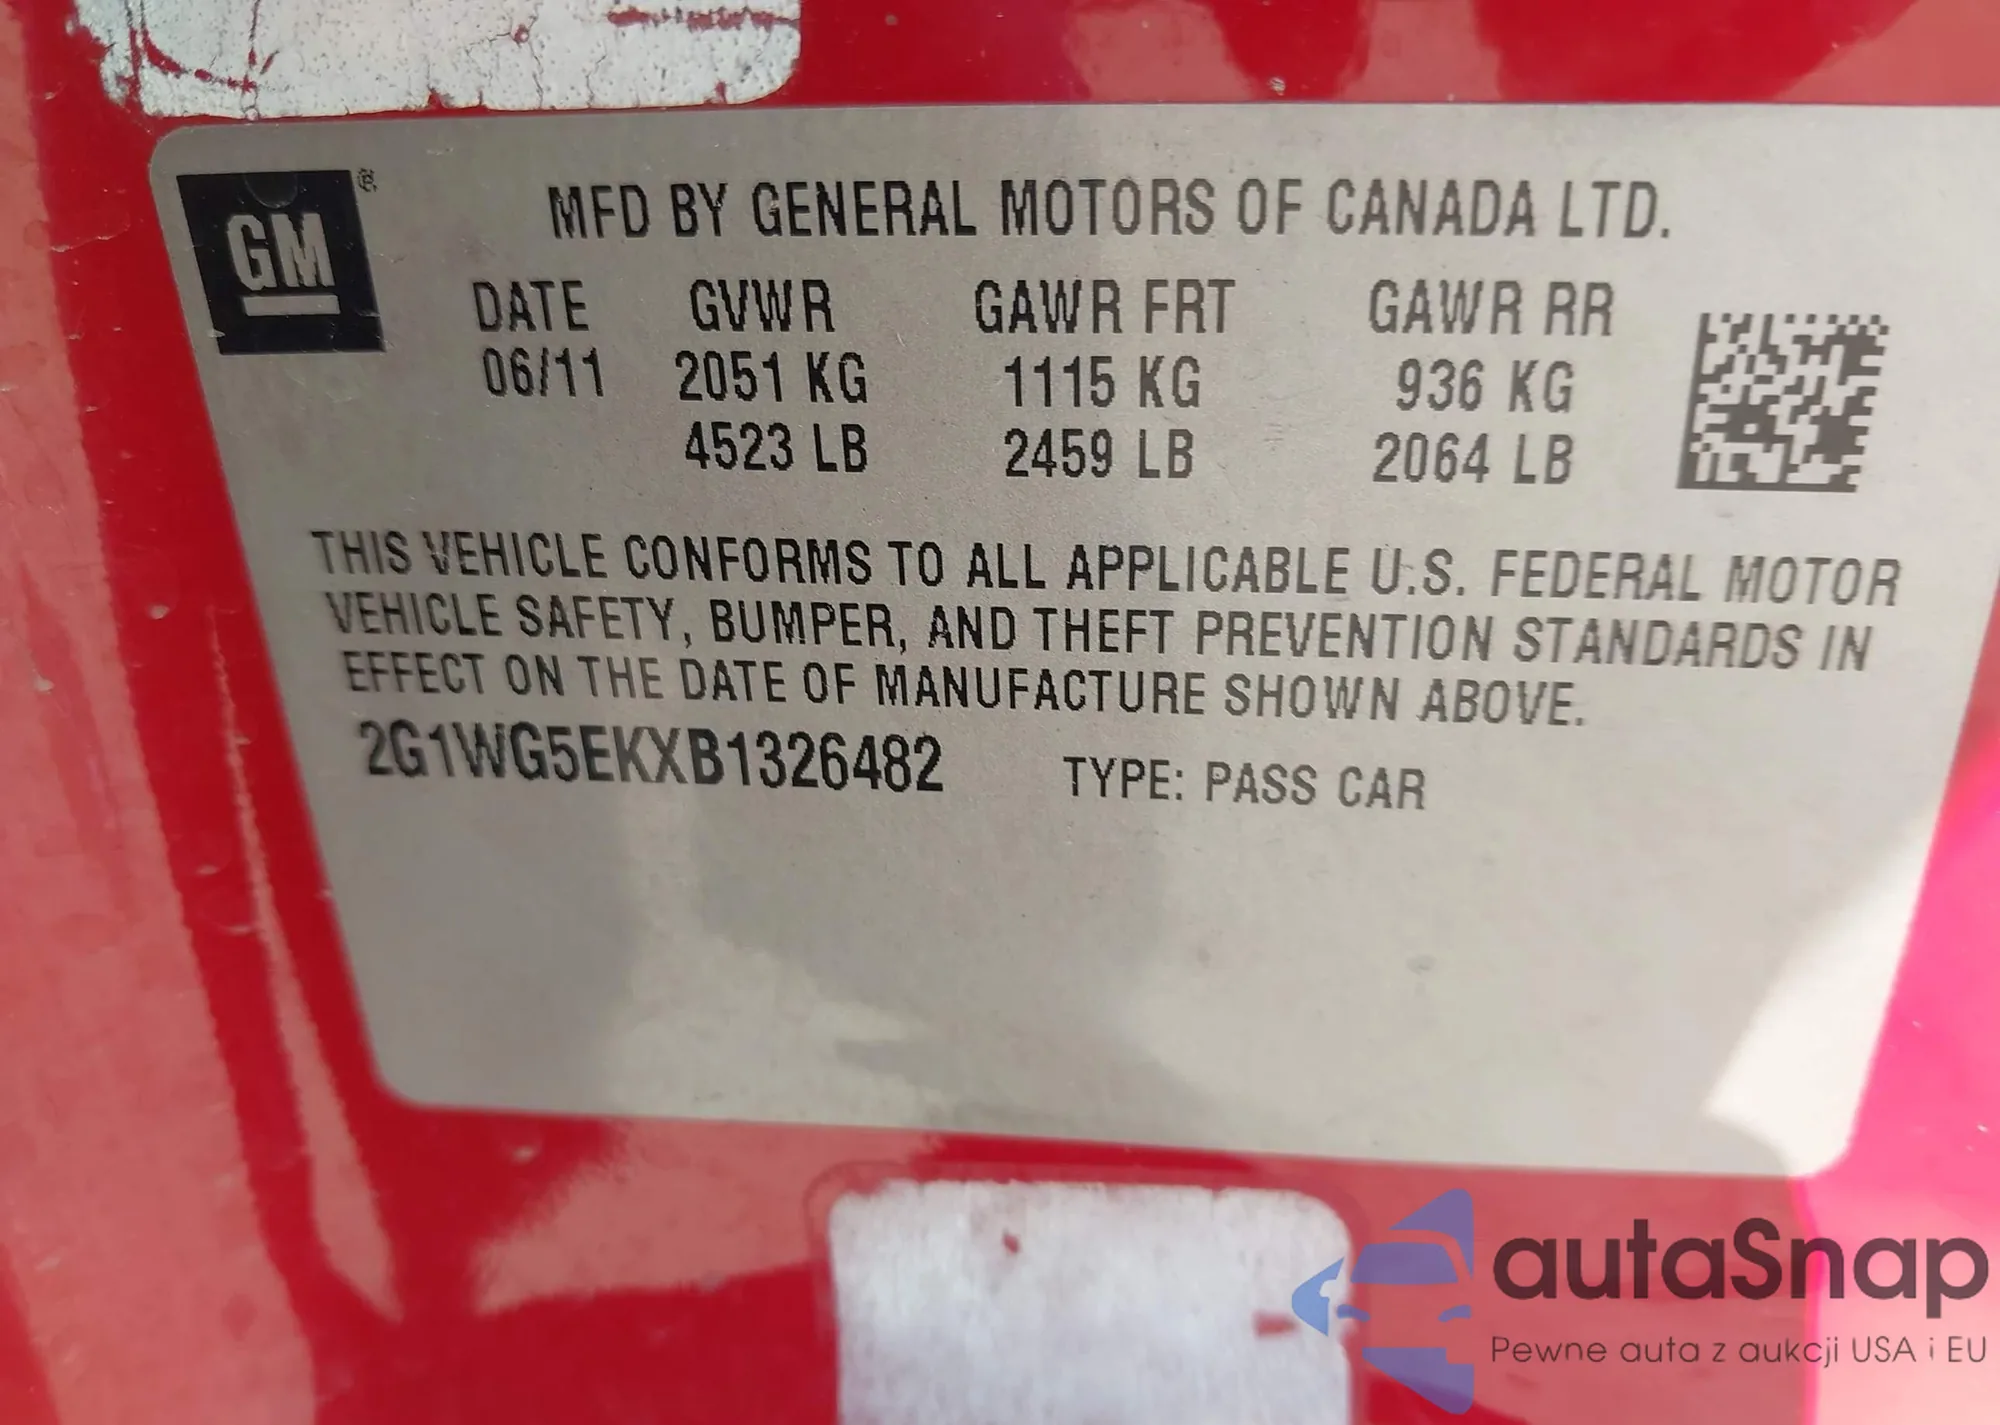 GM ®
MFD BY GENERAL MOTORS OF CANADA LTD.
DATE GVWR GAWR FRT GAWR RR
06/11 2051 KG 1115 KG 936 KG
4523 LB 2459 LB 2064 LB
THIS VEHICLE CONFORMS TO ALL APPLICABLE U.S. FEDERAL MOTOR
VEHICLE SAFETY, BUMPER, AND THEFT PREVENTION STANDARDS IN
EFFECT ON THE DATE OF MANUFACTURE SHOWN ABOVE.
2G1WG5EKXB1326482 TYPE: PASS CAR
autaSnap
Pewne auta z aukcji USA i EU